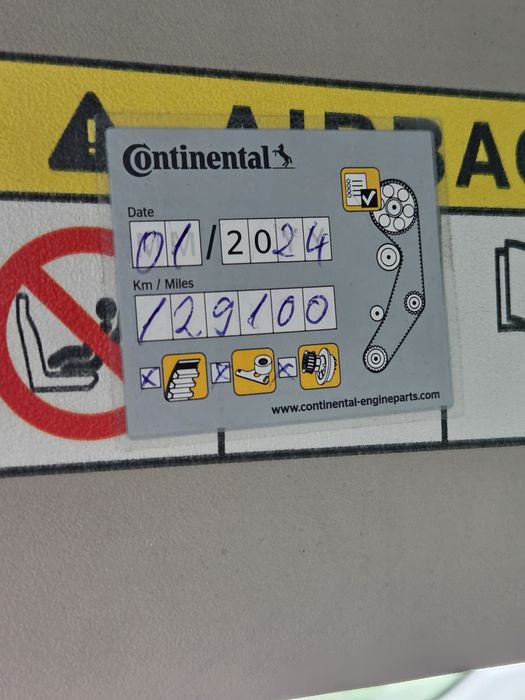 AIRBAG
Continental
Date
01/2024
Km / Miles
129100
x x x
www.continental-engineparts.com